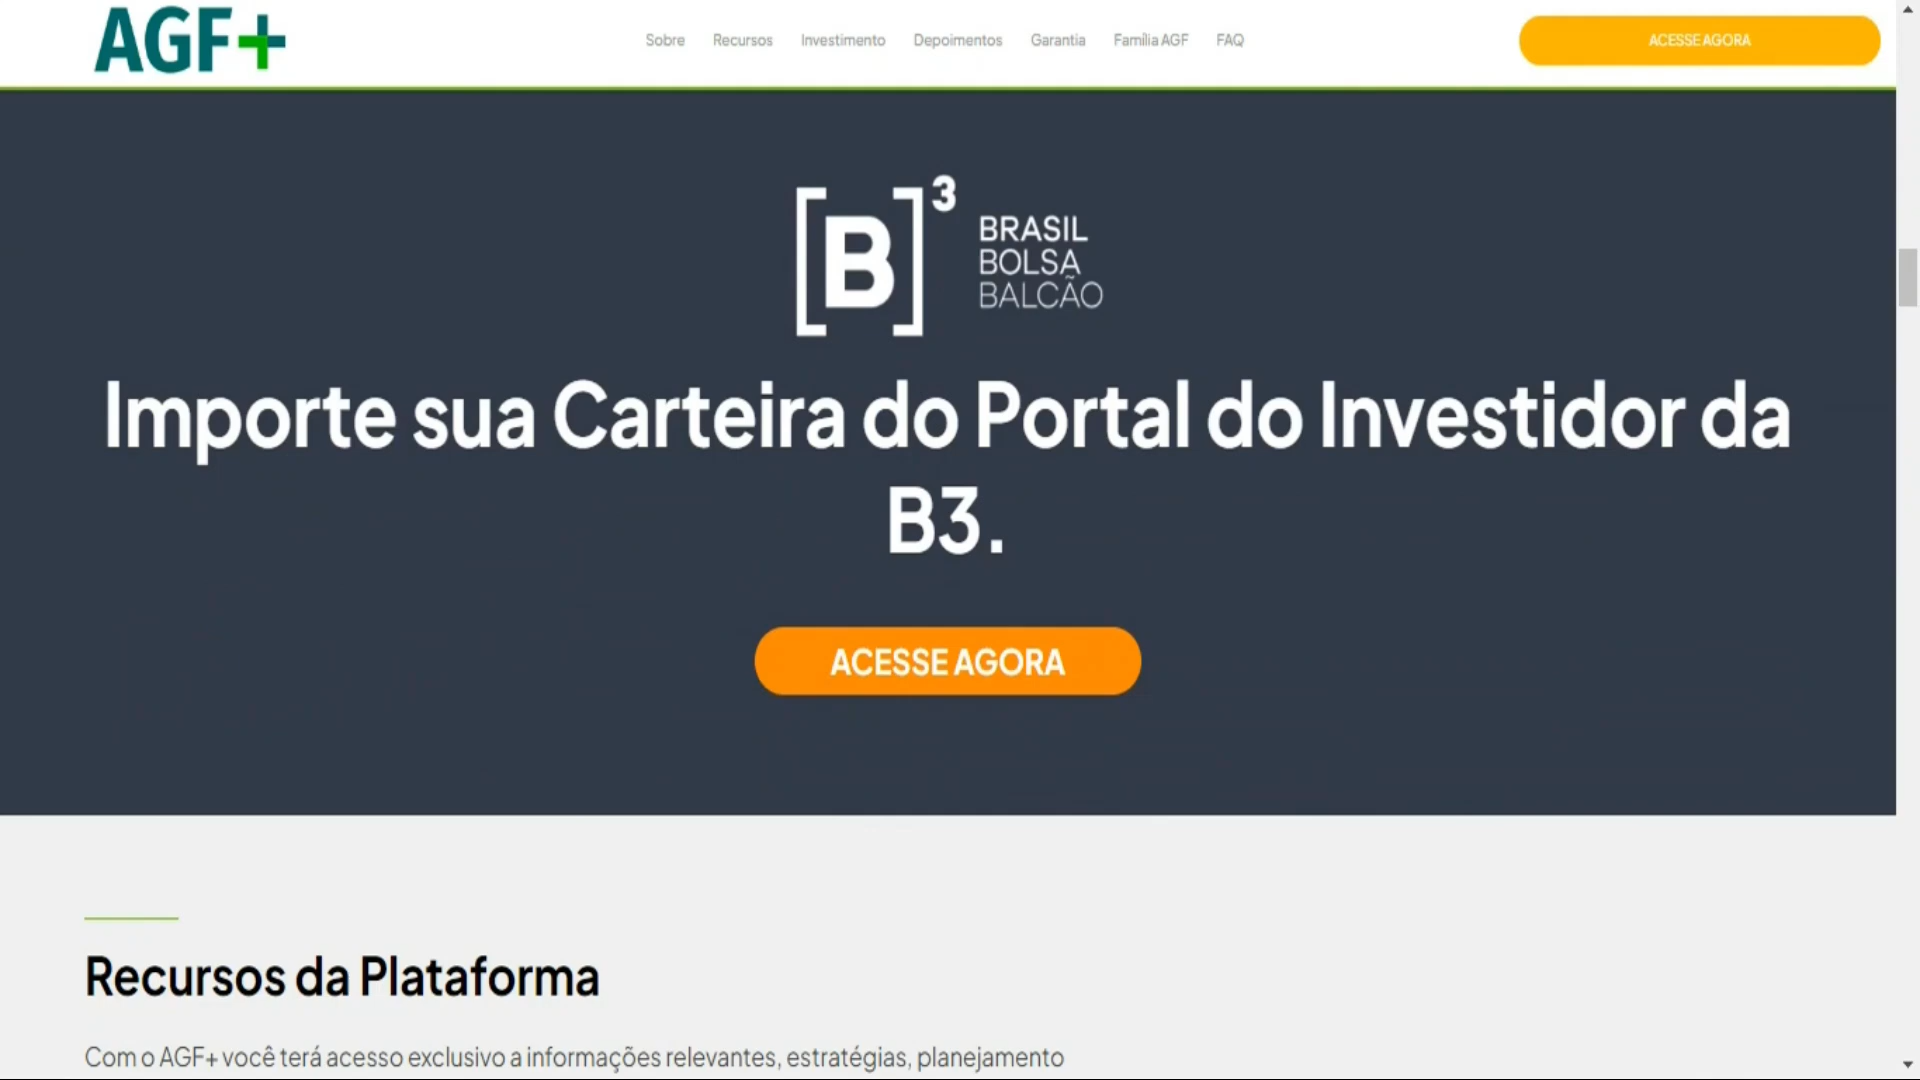 AGF+
Sobre Recursos Investimento Depoimentos Garantia Família AGF FAQ
ACESSE AGORA
[B]³
BRASIL
BOLSA
BALCÃO
Importe sua Carteira do Portal do Investidor da
B3.
ACESSE AGORA
Recursos da Plataforma
Com o AGF+ você terá acesso exclusivo a informações relevantes, estratégias, planejamento